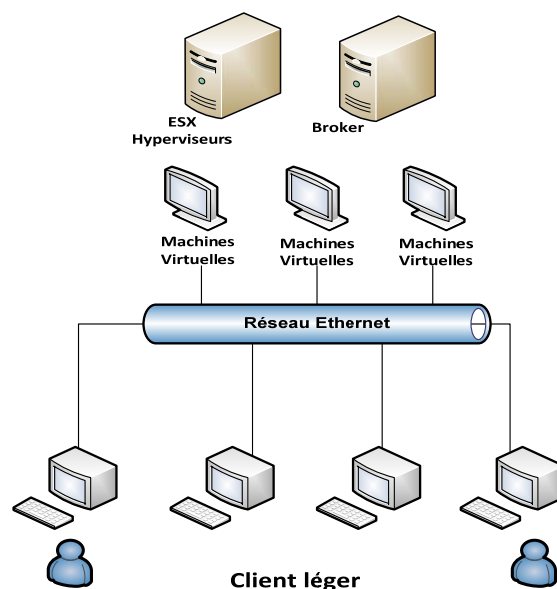 ESX
Hyperviseurs
Broker
Machines
Virtuelles
Machines
Virtuelles
Machines
Virtuelles
Réseau Ethernet
Client léger